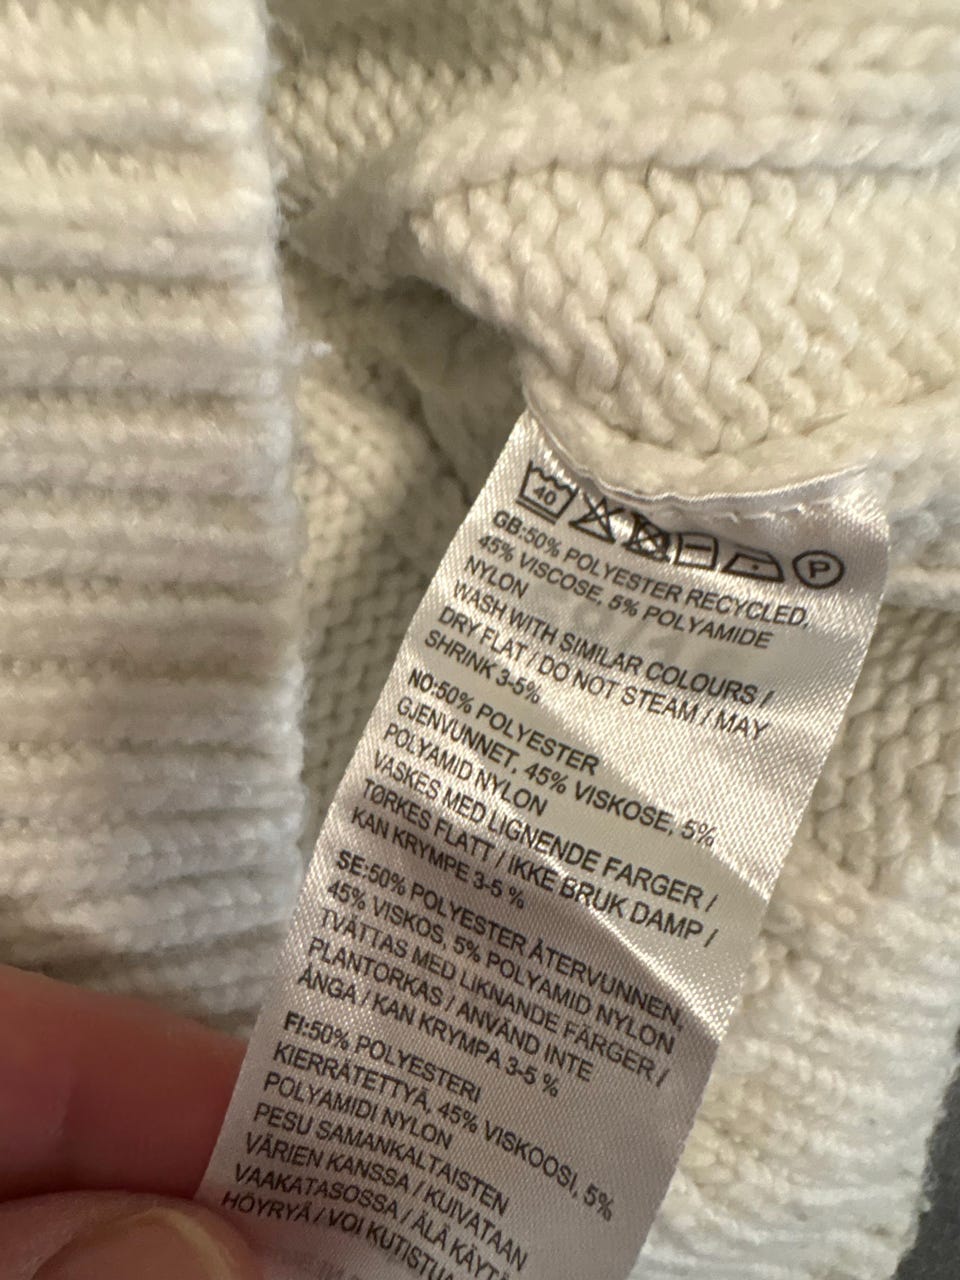 40 P
GB:50% POLYESTER RECYCLED,
45% VISCOSE, 5% POLYAMIDE
NYLON
WASH WITH SIMILAR COLOURS /
DRY FLAT / DO NOT STEAM / MAY
SHRINK 3-5%
NO:50% POLYESTER
GJENVUNNET, 45% VISKOSE, 5%
POLYAMID NYLON
VASKES MED LIGNENDE FARGER /
TØRKES FLATT / IKKE BRUK DAMP /
KAN KRYMPE 3-5 %
SE:50% POLYESTER ÅTERVUNNEN,
45% VISKOS, 5% POLYAMID NYLON
TVÄTTAS MED LIKNANDE FÄRGER /
PLANTORKAS / ANVÄND INTE
ÅNGA / KAN KRYMPA 3-5 %
FI:50% POLYESTERI
KIERRÄTETTYÄ, 45% VISKOOSI, 5%
POLYAMIDI NYLON
PESU SAMANKALTAISTEN
VÄRIEN KANSSA / KUIVATAAN
VAAKATASOSSA / ÄLÄ KÄYTÄ
HÖYRYÄ / VOI